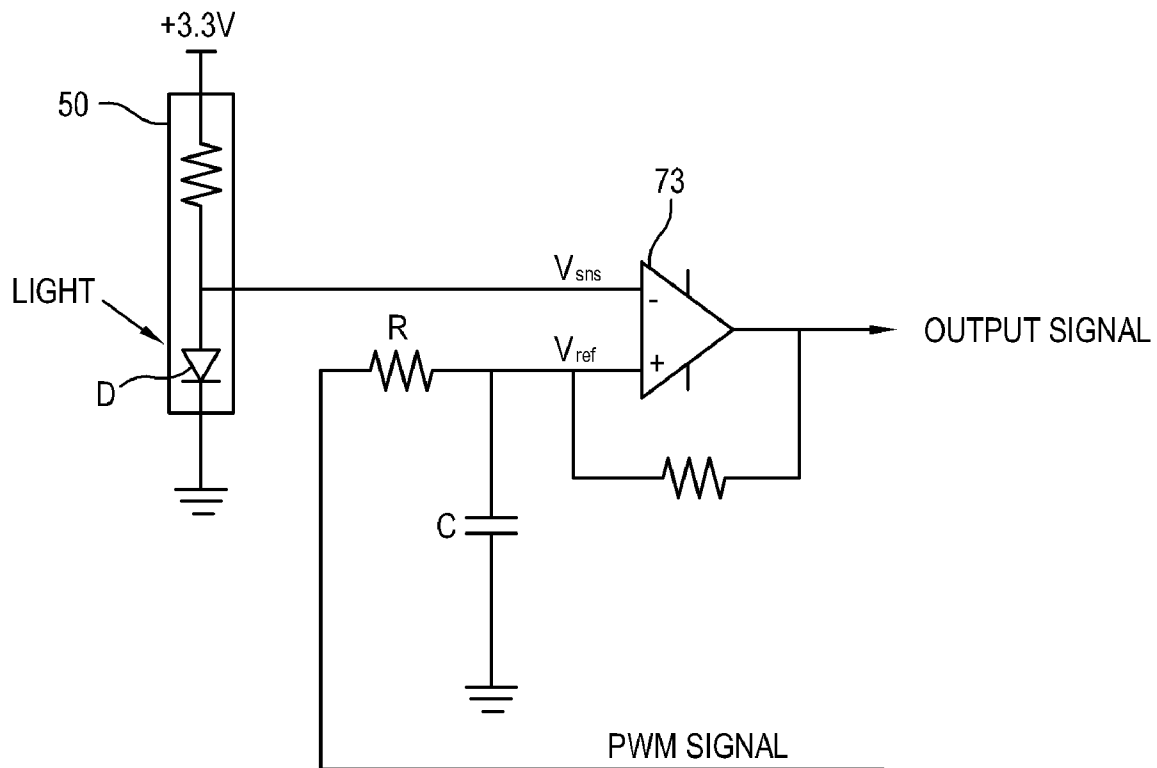 +3.3V
50
73
LIGHT
Vsns
-
OUTPUT SIGNAL
R
Vref
+
D
C
PWM SIGNAL